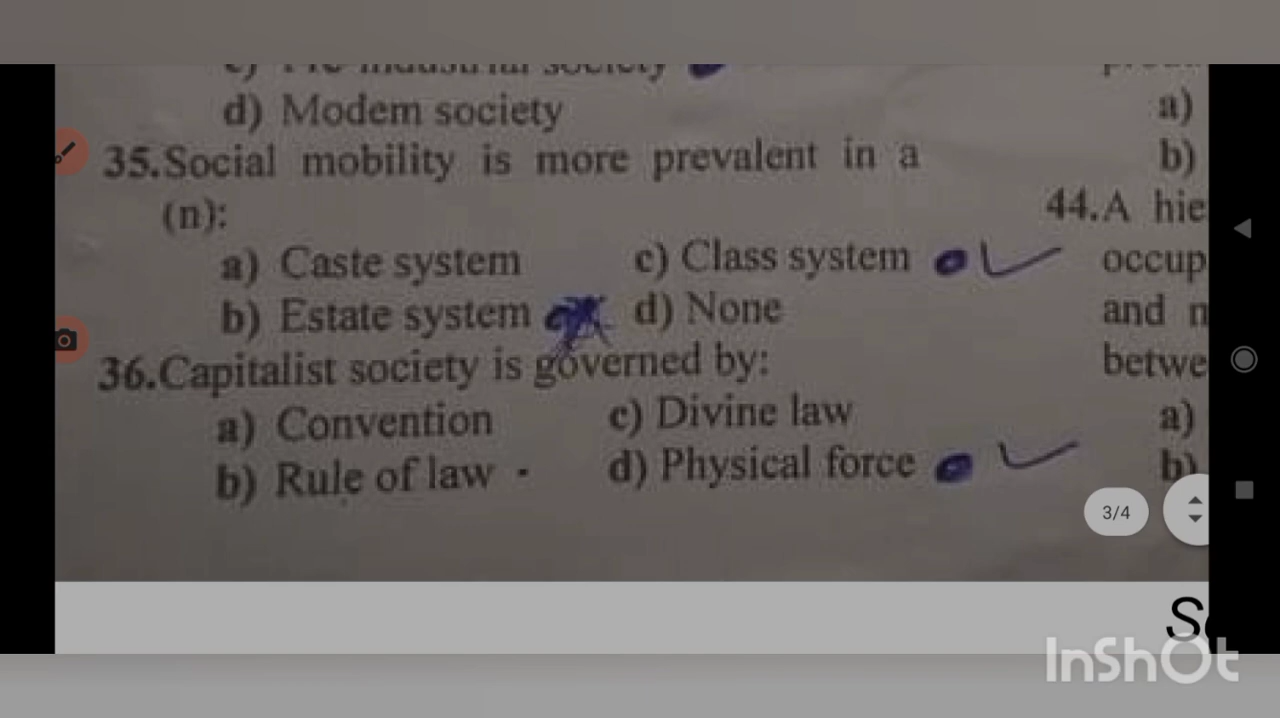 d) Modem society
35.Social mobility is more prevalent in a
(n):
a) Caste system
c) Class system
b) Estate system
d) None
36.Capitalist society is governed by:
a) Convention
c) Divine law
b) Rule of law
d) Physical force
a)
b)
44.A hie
occup
and
betwe
a)
b)
3/4
InShOt